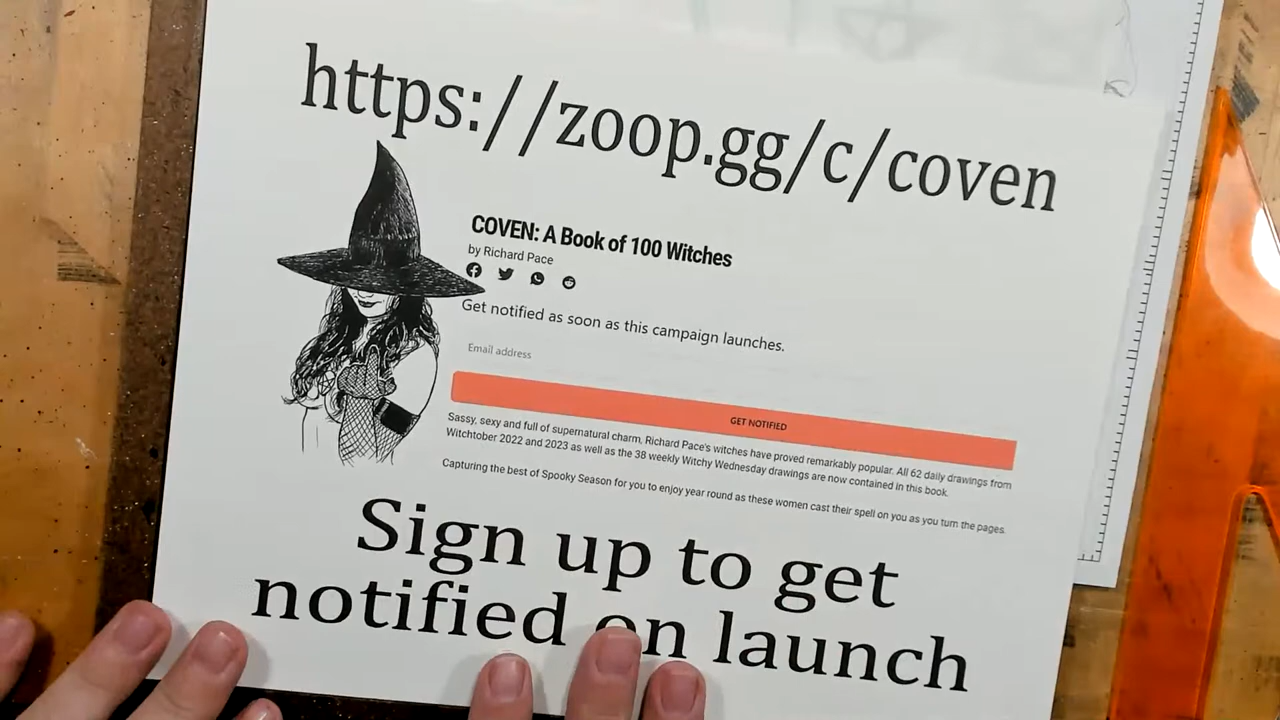 https://zoop.gg/c/coven
COVEN: A Book of 100 Witches
by Richard Pace
Get notified as soon as this campaign launches.
Email address
GET NOTIFIED
Sassy, sexy and full of supernatural charm, Richard Pace's witches have proved remarkably popular. All 62 daily drawings from
Witchtober 2022 and 2023 as well as the 38 weekly Witchy Wednesday drawings are now contained in this book.
Capturing the best of Spooky Season for you to enjoy year round as these women cast their spell on you as you turn the pages.
Sign up to get
notified on launch